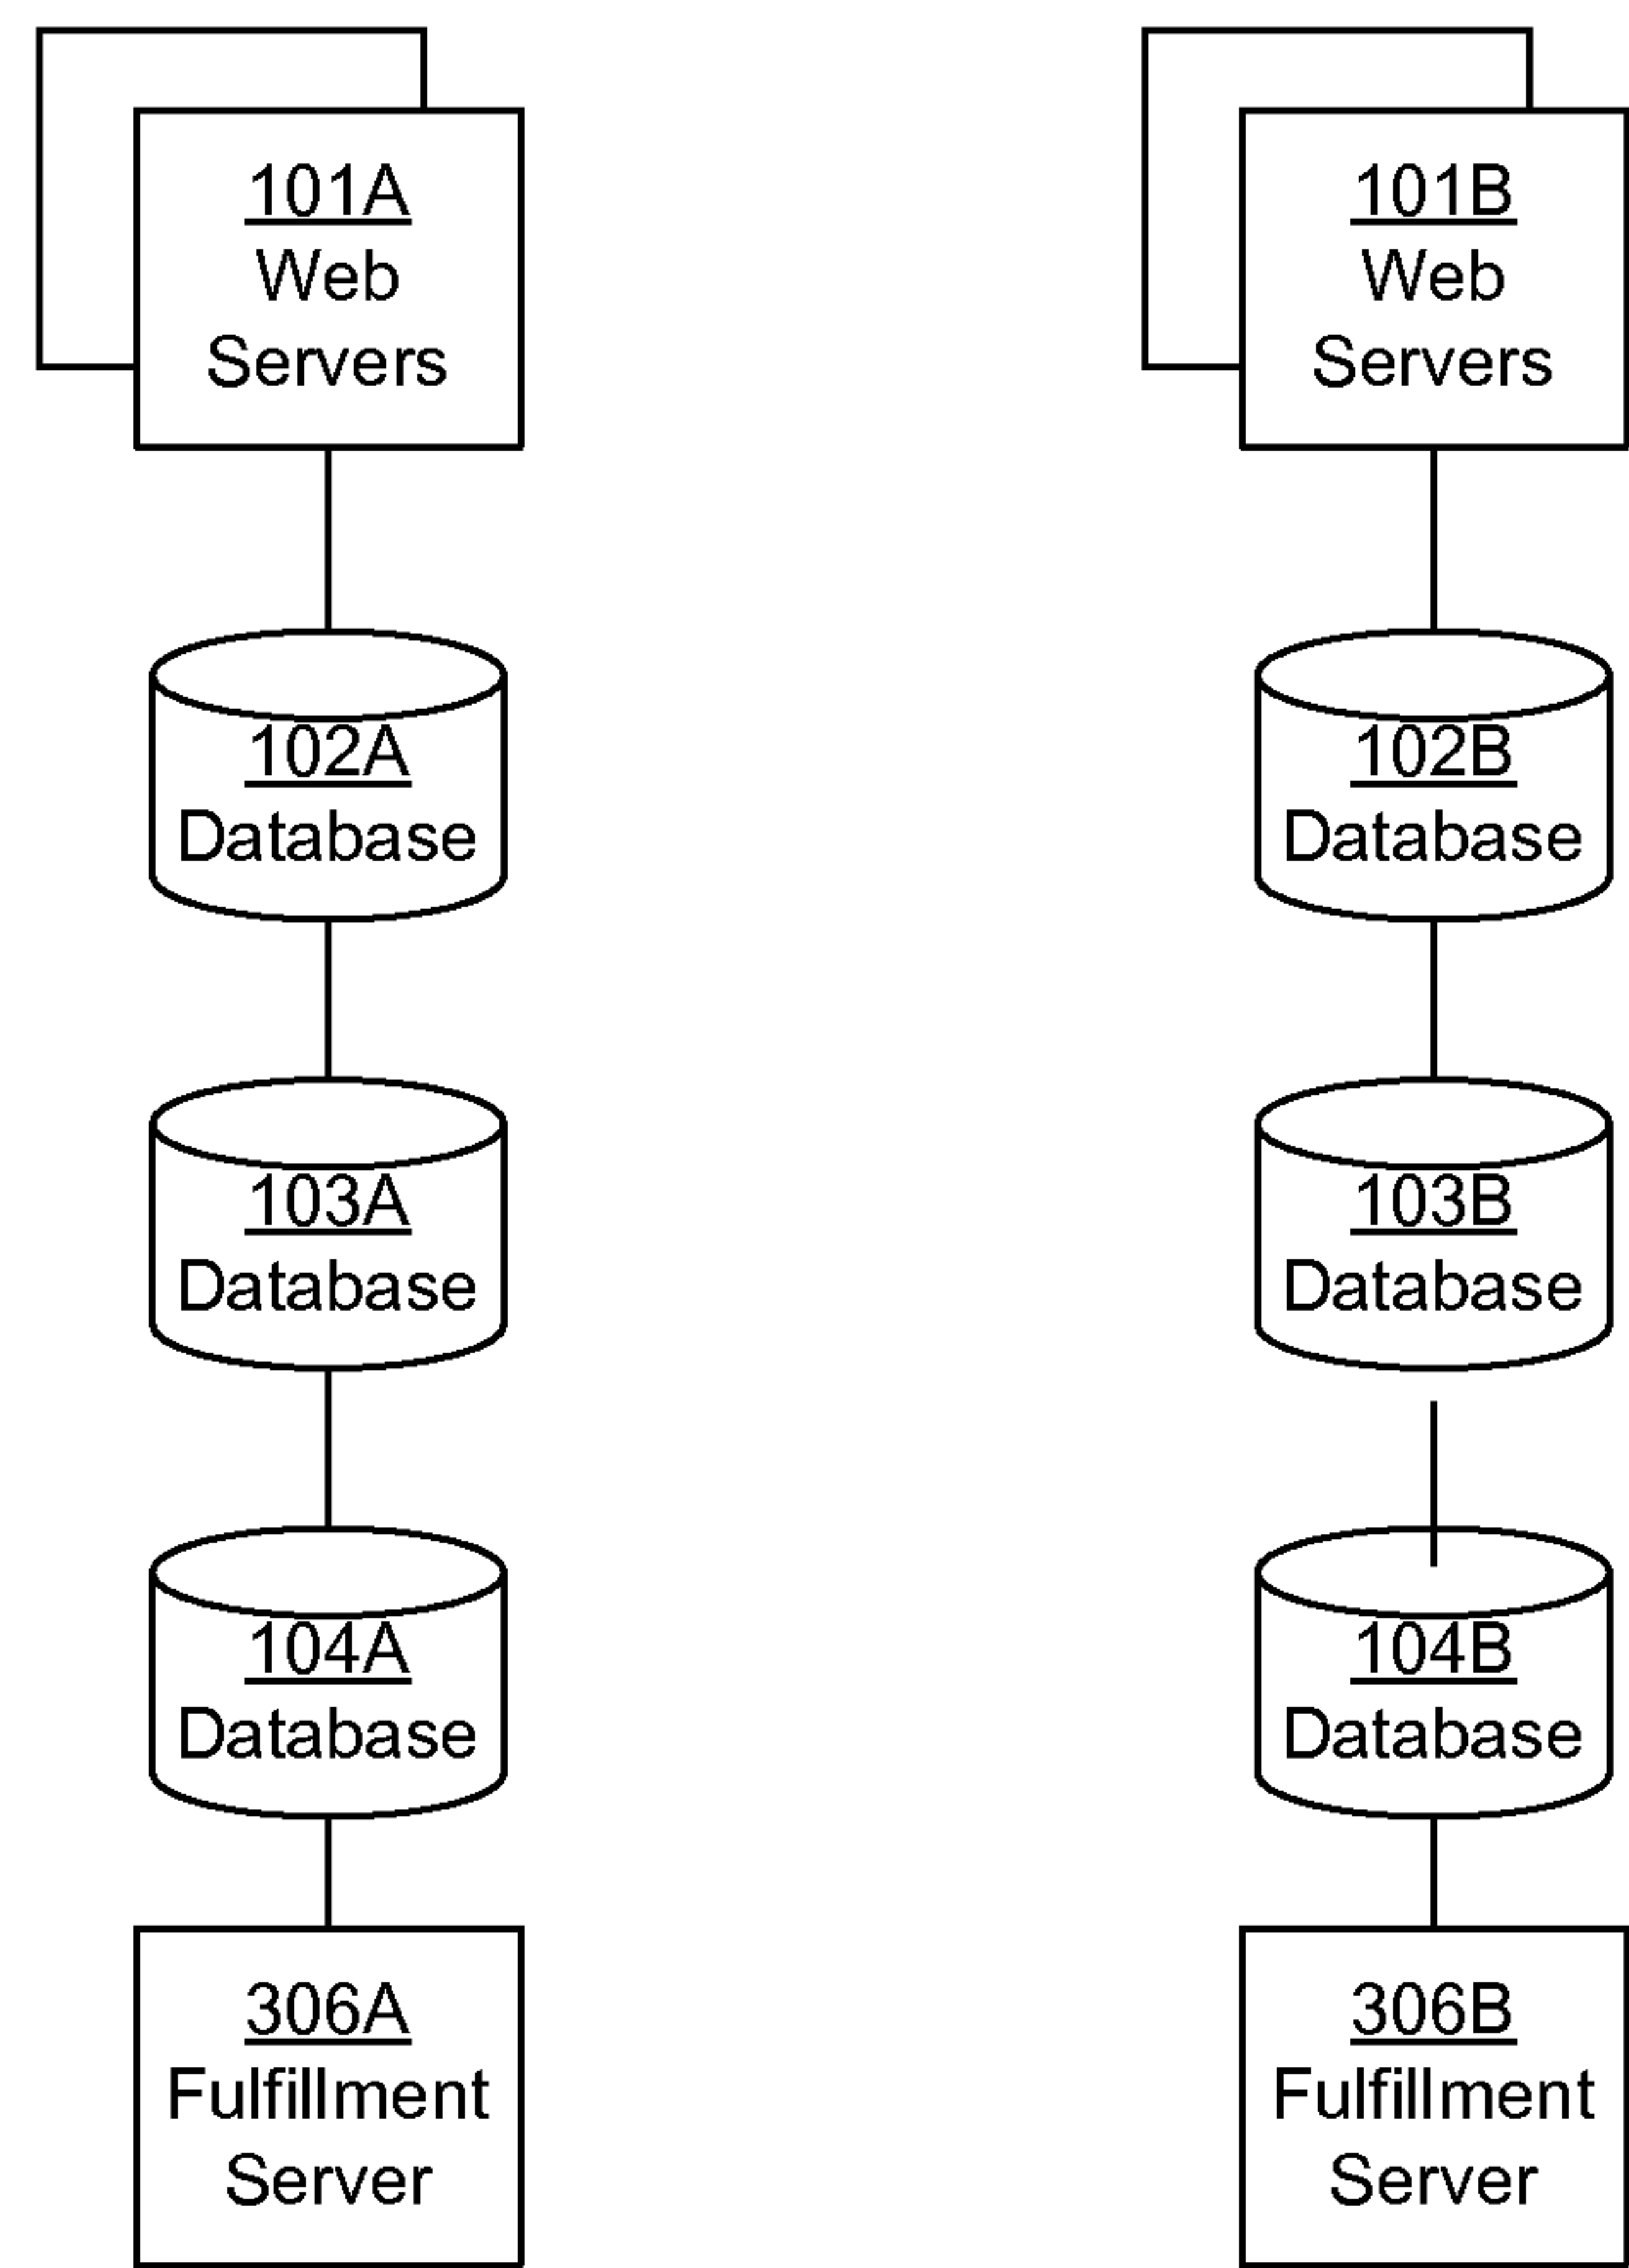 101A
Web
Servers
102A
Database
103A
Database
104A
Database
306A
Fulfillment
Server
101B
Web
Servers
102B
Database
103B
Database
104B
Database
306B
Fulfillment
Server